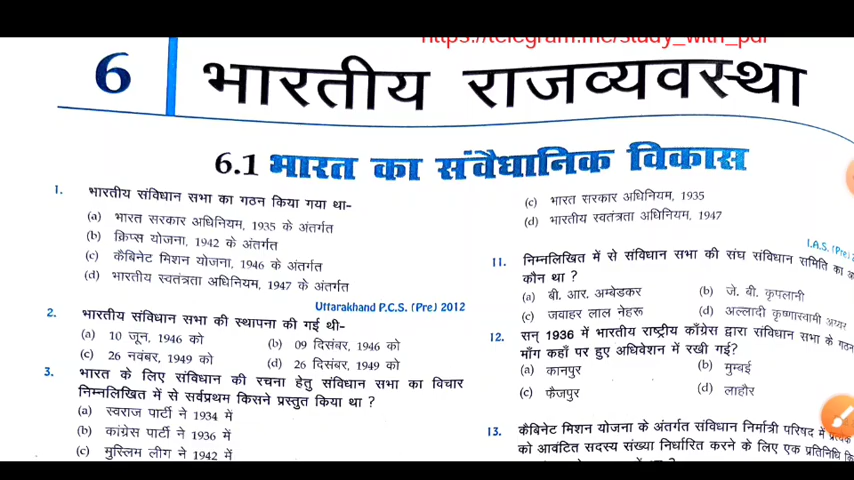 https://telegram.me/study_with_pdf
6
भारतीय राजव्यवस्था
6.1 भारत का संवैधानिक विकास
1. भारतीय संविधान सभा का गठन किया गया था-
(a) भारत सरकार अधिनियम, 1935 के अंतर्गत
(b) क्रिप्स योजना, 1942 के अंतर्गत
(c) कैबिनेट मिशन योजना, 1946 के अंतर्गत
(d) भारतीय स्वतंत्रता अधिनियम, 1947 के अंतर्गत
Uttarakhand P.C.S. (Pre) 2012
2. भारतीय संविधान सभा की स्थापना की गई थी-
(a) 10 जून, 1946 को (b) 09 दिसंबर, 1946 को
(c) 26 नवंबर, 1949 को (d) 26 दिसंबर, 1949 को
3. भारत के लिए संविधान की रचना हेतु संविधान सभा का विचार
निम्नलिखित में से सर्वप्रथम किसने प्रस्तुत किया था ?
(a) स्वराज पार्टी ने 1934 में
(b) कांग्रेस पार्टी ने 1936 में
(c) मुस्लिम लीग ने 1942 में
(c) भारत सरकार अधिनियम, 1935
(d) भारतीय स्वतंत्रता अधिनियम, 1947
I.A.S. (Pre)
11. निम्नलिखित में से संविधान सभा की संघ संविधान समिति का
कौन था ?
(a) बी. आर. अम्बेडकर (b) जे. बी. कृपलानी
(c) जवाहर लाल नेहरू (d) अल्लादी कृष्णास्वामी अय्यर
12. सन् 1936 में भारतीय राष्ट्रीय काँग्रेस द्वारा संविधान सभा के गठन
माँग कहाँ पर हुए अधिवेशन में रखी गई?
(a) कानपुर (b) मुम्बई
(c) फैजपुर (d) लाहौर
13. कैबिनेट मिशन योजना के अंतर्गत संविधान निर्मात्री परिषद में प्रत्येक
को आवंटित सदस्य संख्या निर्धारित करने के लिए एक प्रतिनिधि